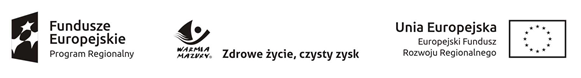 Fundusze
Europejskie
Program Regionalny
WARMIA
MAZURY
Zdrowe życie, czysty zysk
Unia Europejska
Europejski Fundusz
Rozwoju Regionalnego